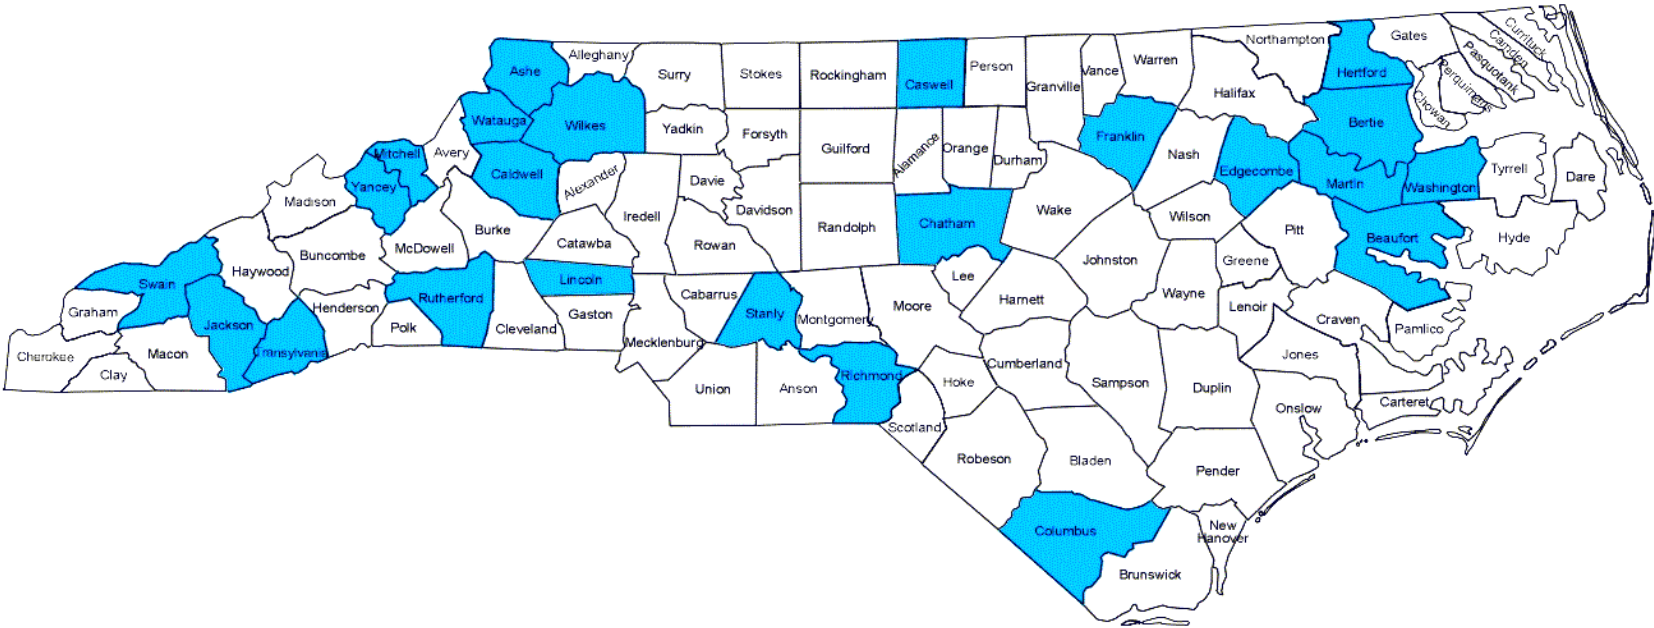 Alleghany
Northampton
Gates
Currituck
Camden
Pasquotank
Perquimans
Chowan
Ashe
Surry
Stokes
Rockingham
Caswell
Person
Granville
Vance
Warren
Halifax
Hertford
Watauga
Wilkes
Yadkin
Forsyth
Guilford
Alamance
Orange
Durham
Franklin
Nash
Edgecombe
Bertie
Mitchell
Avery
Caldwell
Alexander
Davie
Martin
Washington
Tyrrell
Dare
Madison
Yancey
Iredell
Davidson
Randolph
Chatham
Wake
Wilson
Pitt
Beaufort
Hyde
Burke
McDowell
Buncombe
Haywood
Catawba
Rowan
Johnston
Greene
Swain
Rutherford
Lincoln
Lee
Graham
Jackson
Henderson
Polk
Cleveland
Gaston
Cabarrus
Stanly
Montgomery
Moore
Harnett
Wayne
Lenoir
Craven
Pamlico
Cherokee
Clay
Macon
Transylvania
Mecklenburg
Union
Anson
Richmond
Hoke
Cumberland
Sampson
Duplin
Jones
Onslow
Carteret
Scotland
Robeson
Bladen
Pender
Columbus
New
Hanover
Brunswick